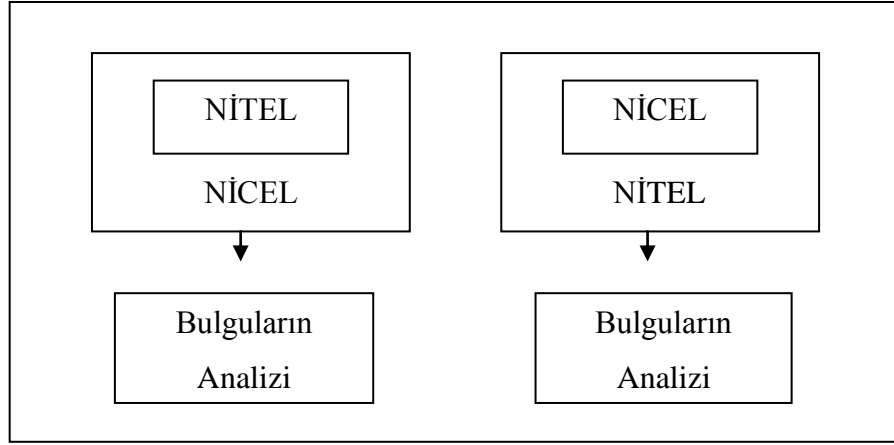 NİTEL
NİCEL
Bulguların
Analizi
NİCEL
NİTEL
Bulguların
Analizi